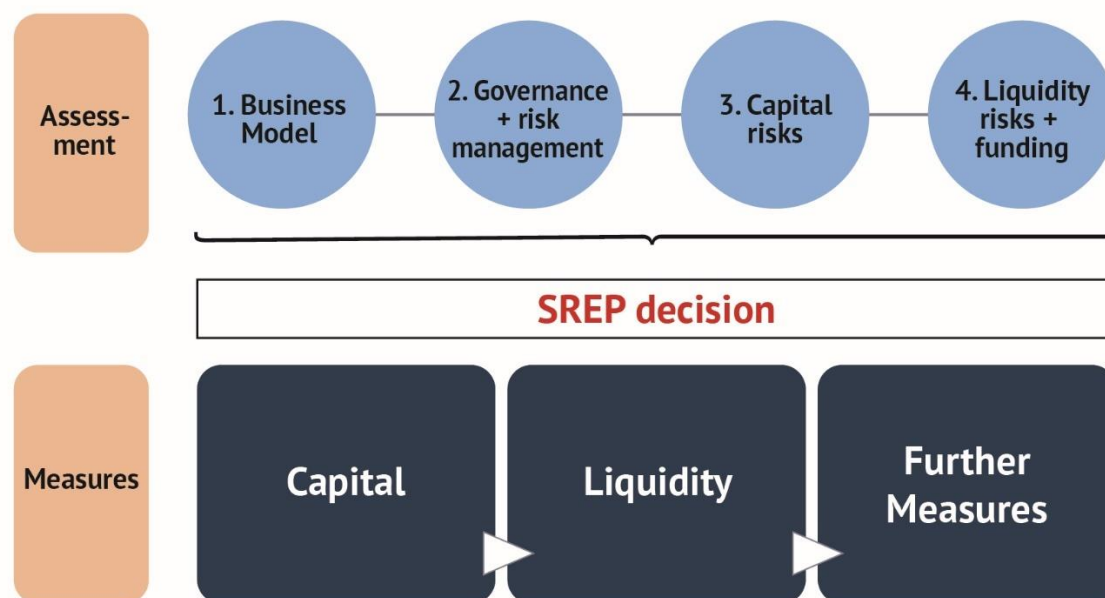 Assess-
ment
1. Business
Model
2. Governance
+ risk
management
3. Capital
risks
4. Liquidity
risks +
funding
SREP decision
Measures
Capital
Liquidity
Further
Measures